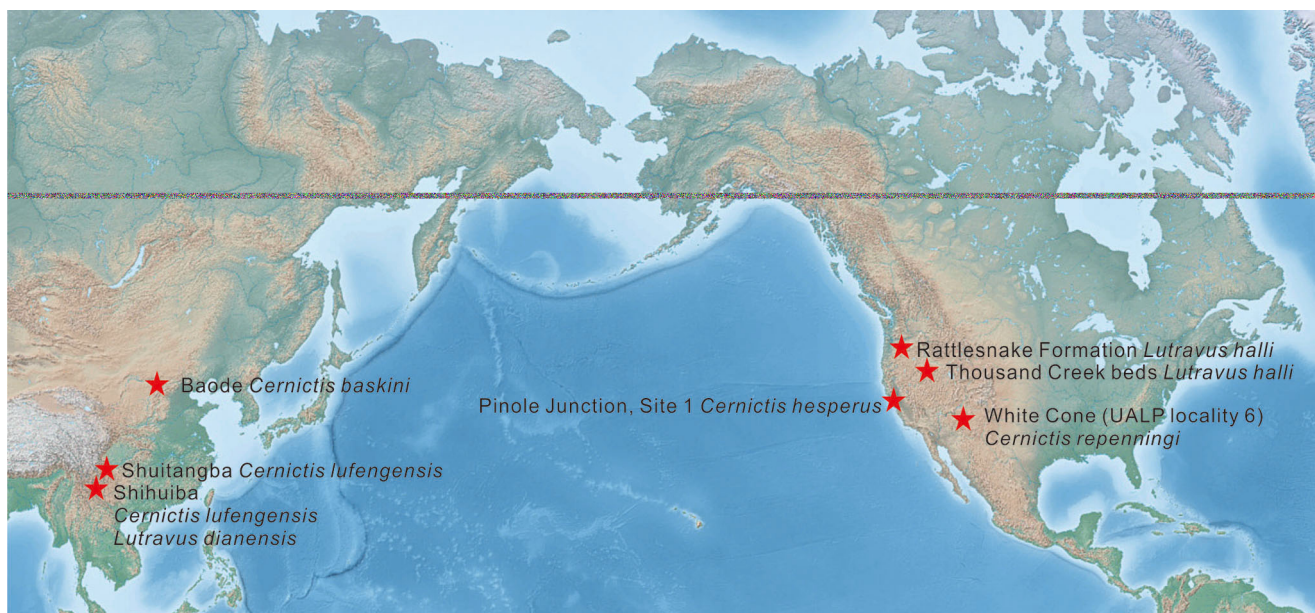 Rattlesnake Formation Lutravus halli
Thousand Creek beds Lutravus halli
Baode Cernictis baskini
Pinole Junction, Site 1 Cernictis hesperus
White Cone (UALP locality 6)
Cernictis repenningi
Shuitangba Cernictis lufengensis
Shihuiba
Cernictis lufengensis
Lutravus dianensis